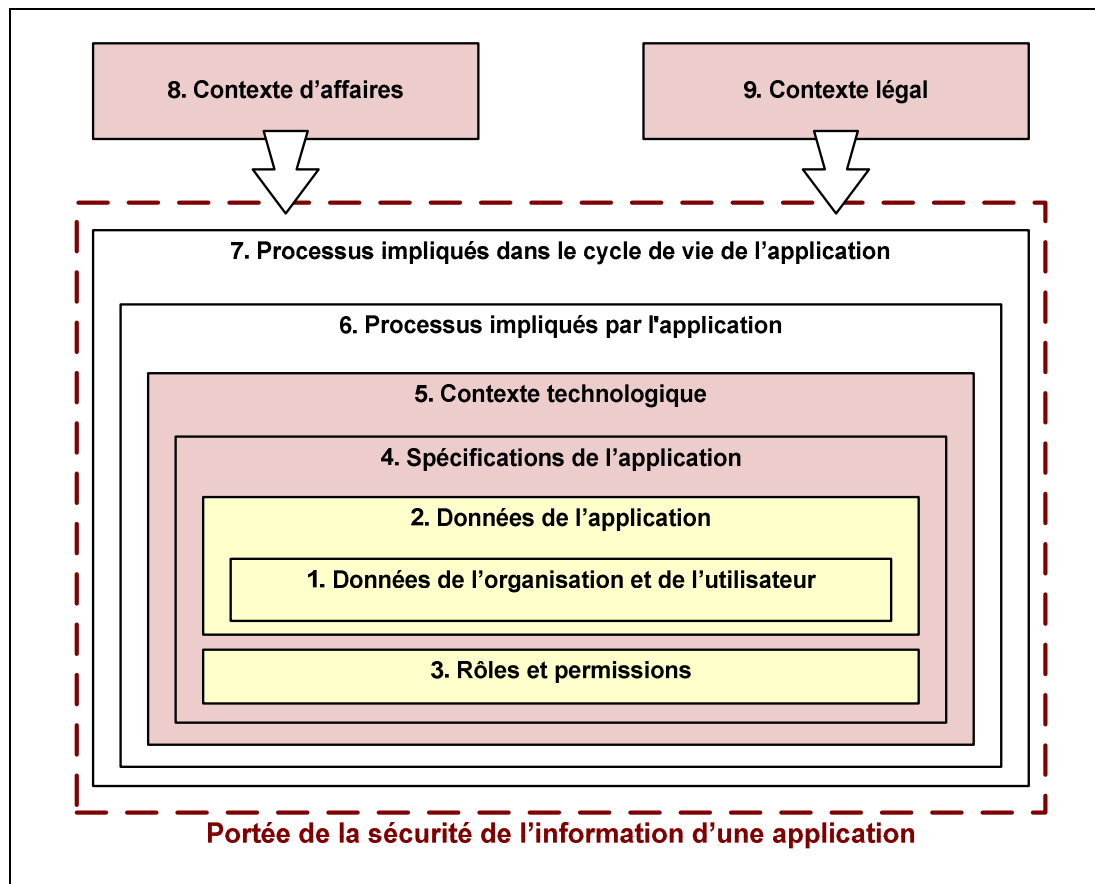 8. Contexte d’affaires
9. Contexte légal
7. Processus impliqués dans le cycle de vie de l’application
6. Processus impliqués par l'application
5. Contexte technologique
4. Spécifications de l’application
2. Données de l’application
1. Données de l’organisation et de l’utilisateur
3. Rôles et permissions
Portée de la sécurité de l’information d’une application